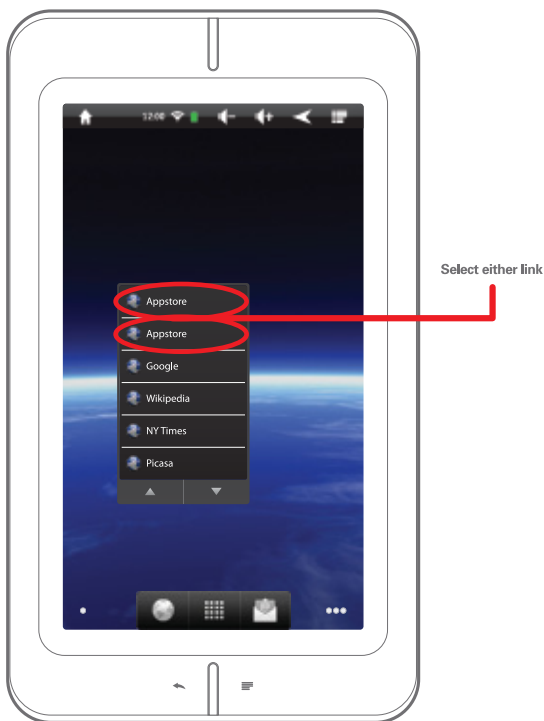 12:00
Select either link
Appstore
Appstore
Google
Wikipedia
NY Times
Picasa